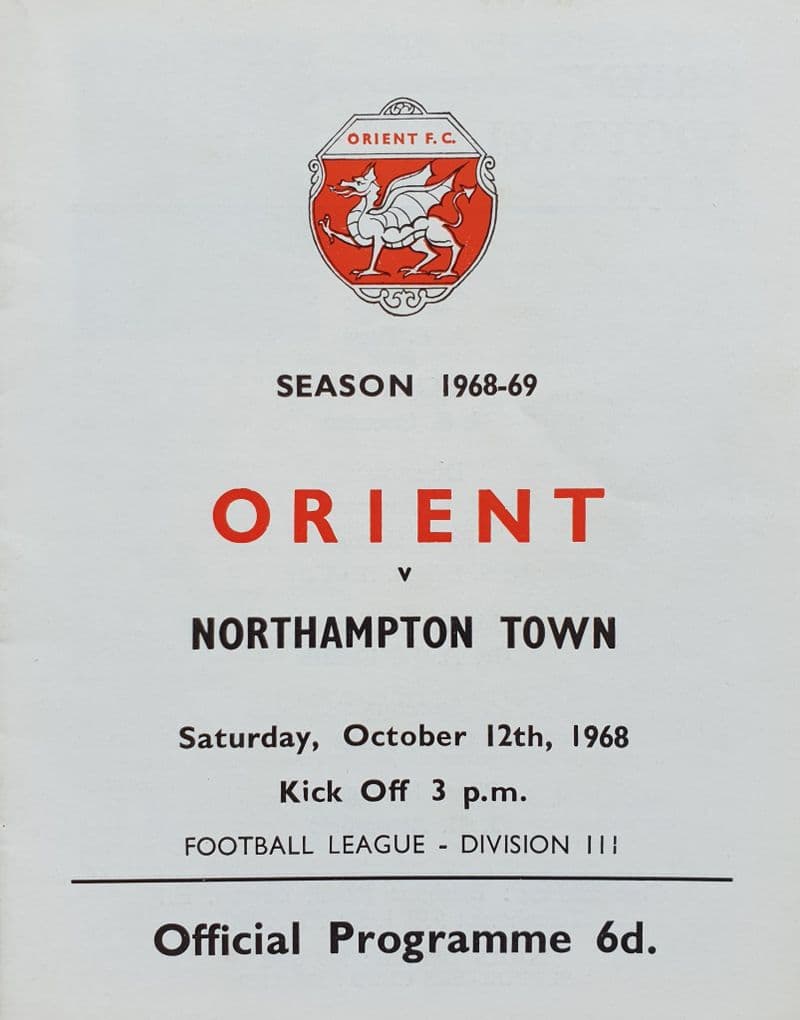 ORIENT F.C.
SEASON 1968-69
ORIENT
v
NORTHAMPTON TOWN
Saturday, October 12th, 1968
Kick Off 3 p.m.
FOOTBALL LEAGUE - DIVISION III
Official Programme 6d.